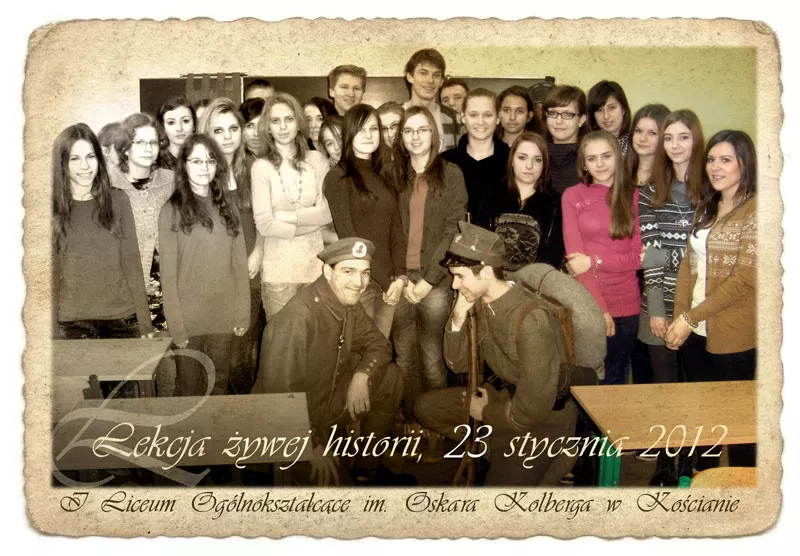 Lekcja żywej historii, 23 stycznia 2012
I Liceum Ogólnokształcące im. Oskara Kolberga w Kościanie